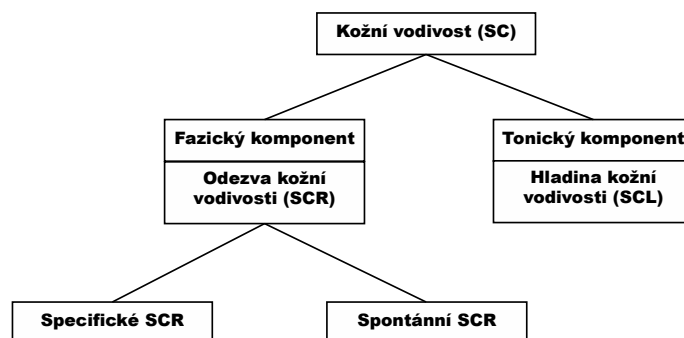 Kožní vodivost (SC)
Fazický komponent
Odezva kožní
vodivosti (SCR)
Tonický komponent
Hladina kožní
vodivosti (SCL)
Specifické SCR
Spontánní SCR